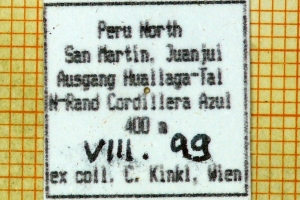 Peru North
San Martin, Juanjui
Ausgang Huallaga-Tal
N-Rand Cordillera Azul
400 m
VIII. 99
ex coll. C. Kinkl, Wien